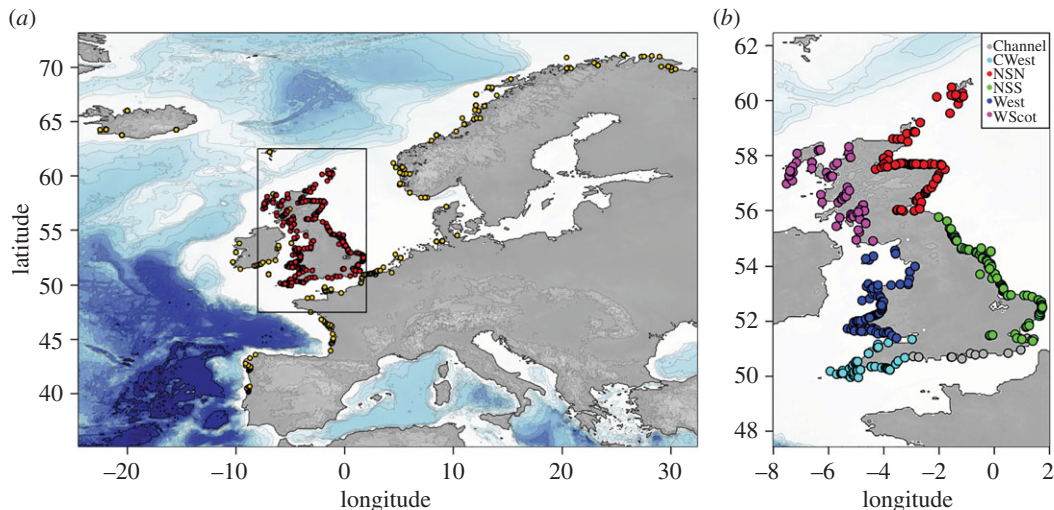 (a)
(b)
70
65
60
55
50
45
40
latitude
–20
–10
0
10
20
30
longitude
62
60
58
56
54
52
50
48
–8
–6
–4
–2
0
2
longitude
Channel
CWest
NSN
NSS
West
WScot